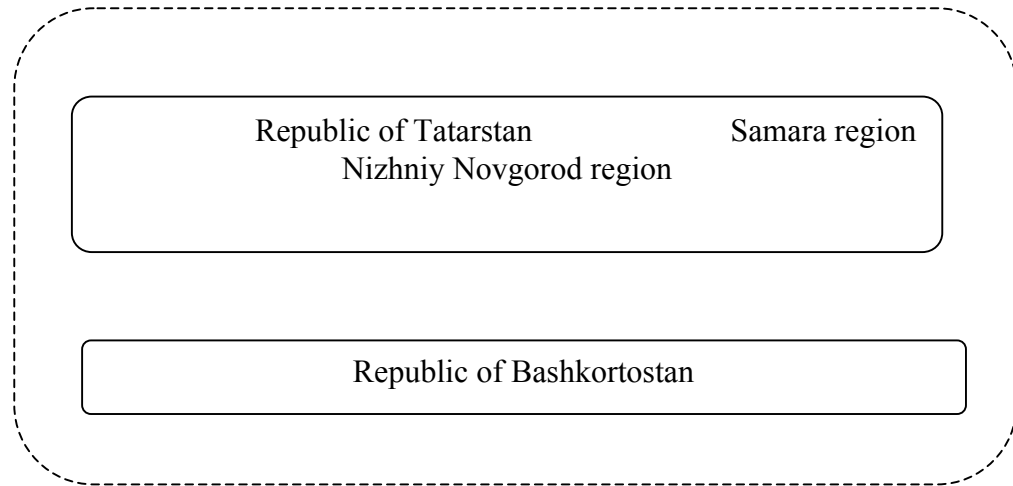 Republic of Tatarstan Samara region
Nizhniy Novgorod region
Republic of Bashkortostan